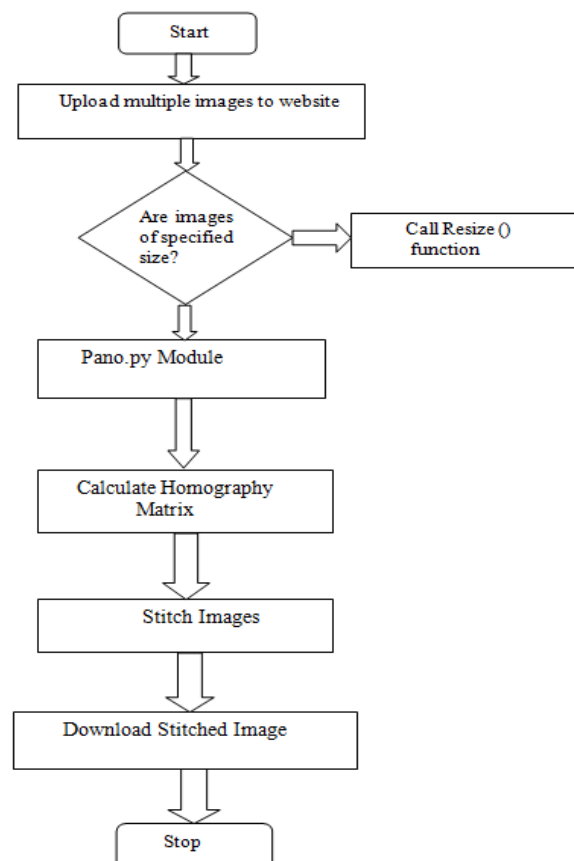 Start
Upload multiple images to website
Are images
of specified
size?
Call Resize ()
function
Pano.py Module
Calculate Homography
Matrix
Stitch Images
Download Stitched Image
Stop